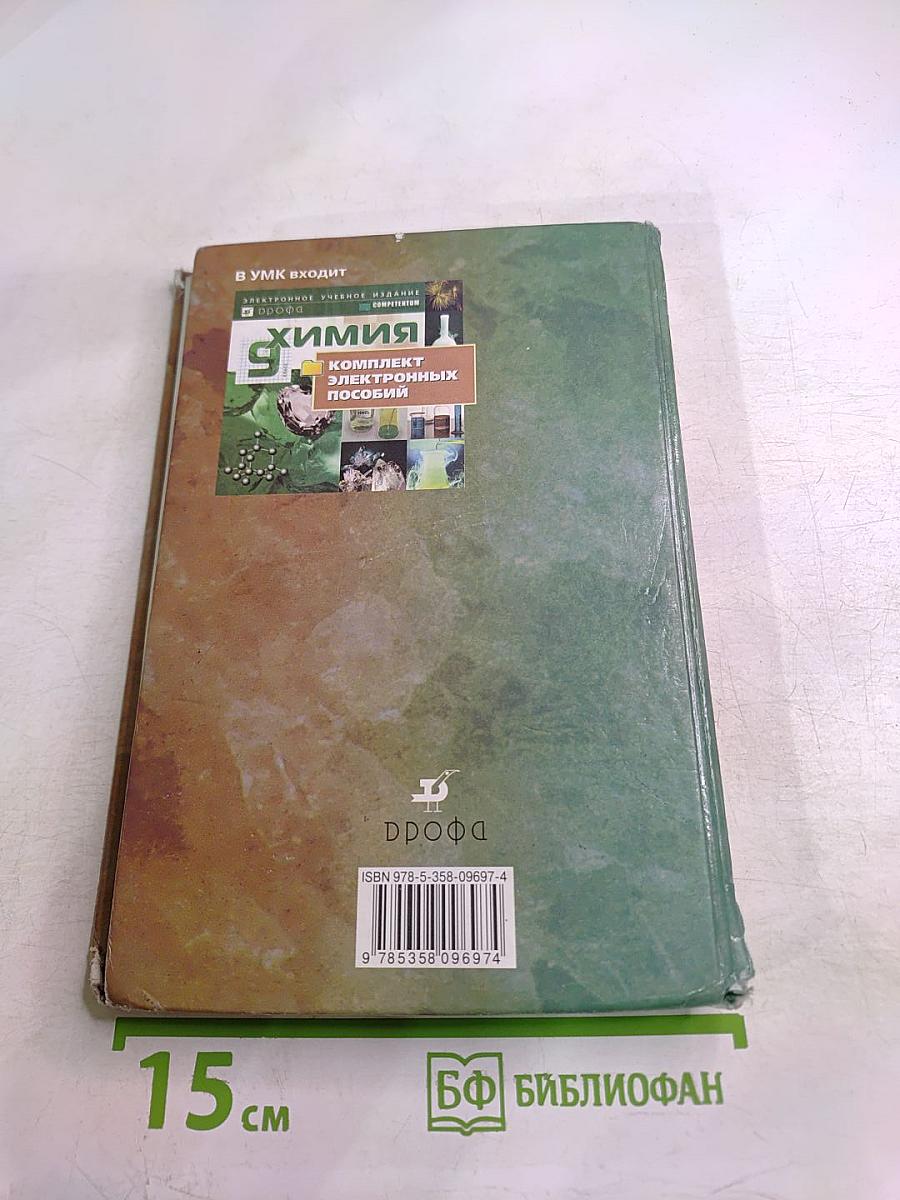 В УМК входит
ЭЛЕКТРОННОЕ УЧЕБНОЕ ИЗДАНИЕ
дрофа COMPETENTUM
ХИМИЯ
9
КОМПЛЕКТ
ЭЛЕКТРОННЫХ
ПОСОБИЙ
дрофа
ISBN 978-5-358-09697-4
9 785358 096974
15 см
БФ БИБЛИОФАН